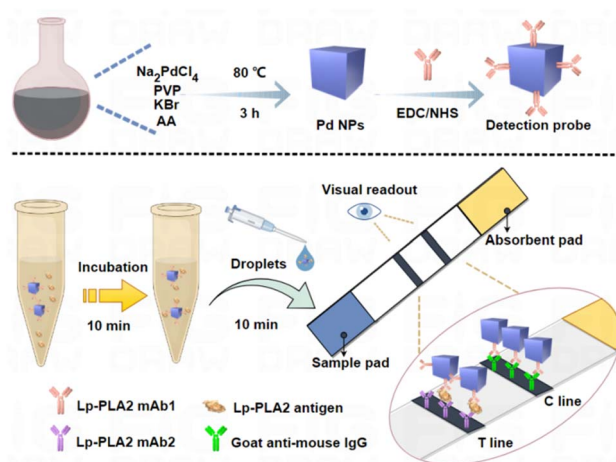 Na2PdCl4
PVP
KBr
AA
80 ℃
3 h
Pd NPs
EDC/NHS
Detection probe
Visual readout
Absorbent pad
Incubation
10 min
Droplets
10 min
Sample pad
C line
T line
Lp-PLA2 mAb1
Lp-PLA2 antigen
Lp-PLA2 mAb2
Goat anti-mouse IgG